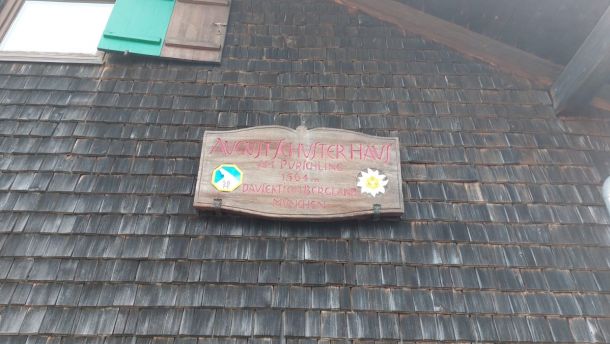 AUGUST SCHUSTER HAUS
AM PÜRSCHLING
1564 m
DAV SEKTION BERGLAND
MÜNCHEN